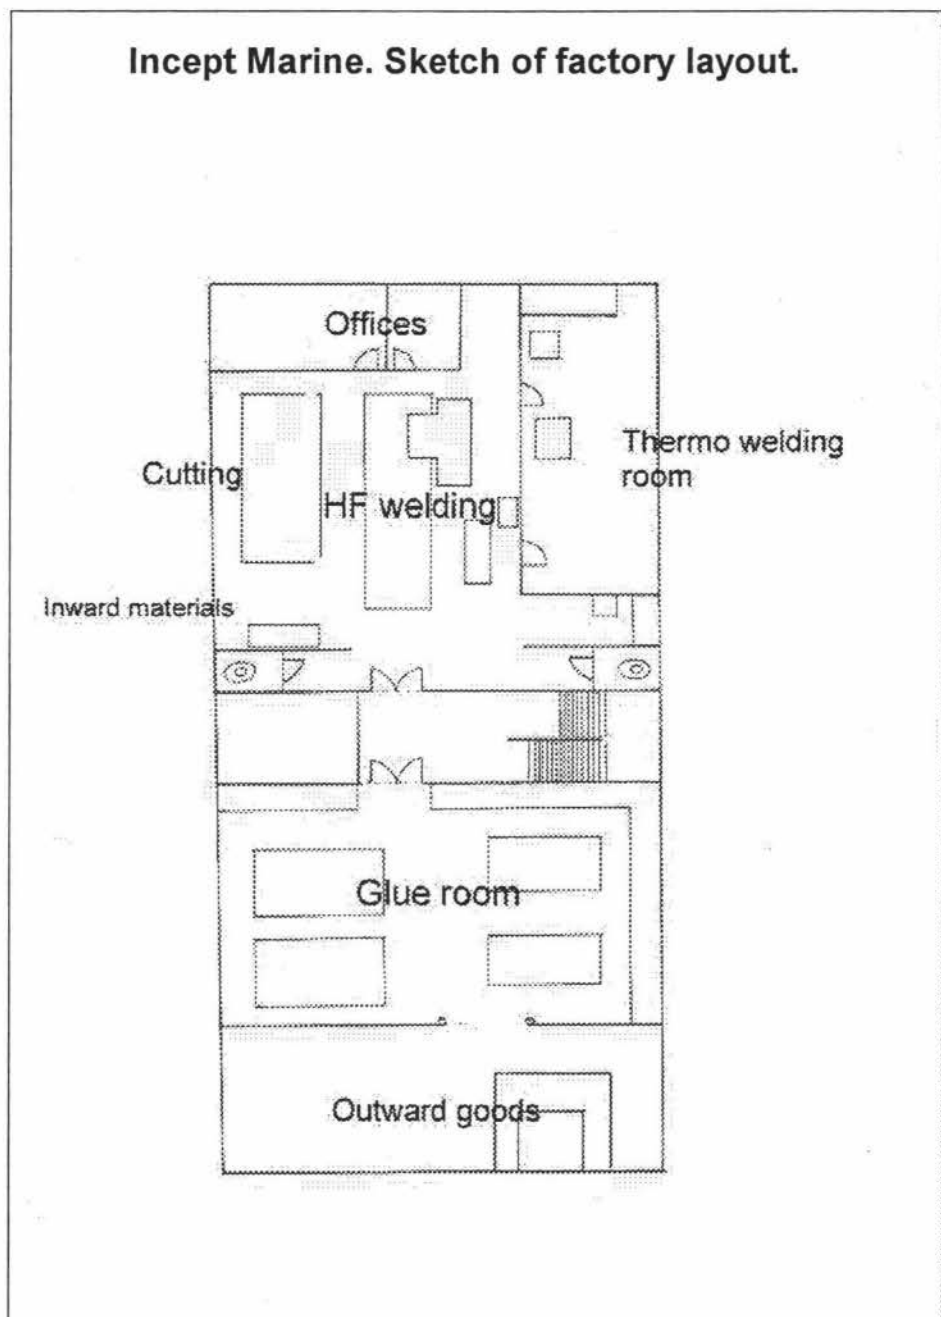 Incept Marine. Sketch of factory layout.
Offices
Thermo welding
room
Cutting
HF welding
Inward materials
Glue room
Outward goods